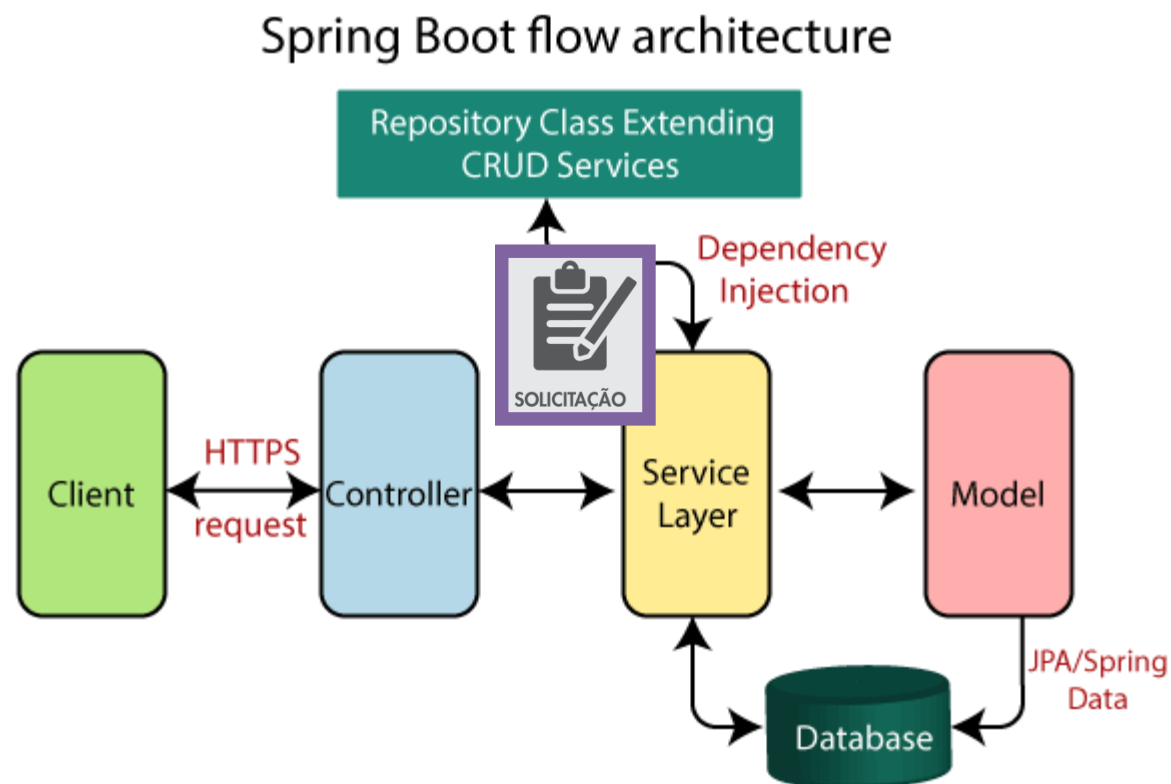 Spring Boot flow architecture
Repository Class Extending
CRUD Services
Dependency
Injection
SOLICITAÇÃO
Client
HTTPS
request
Controller
Service
Layer
Model
JPA/Spring
Data
Database